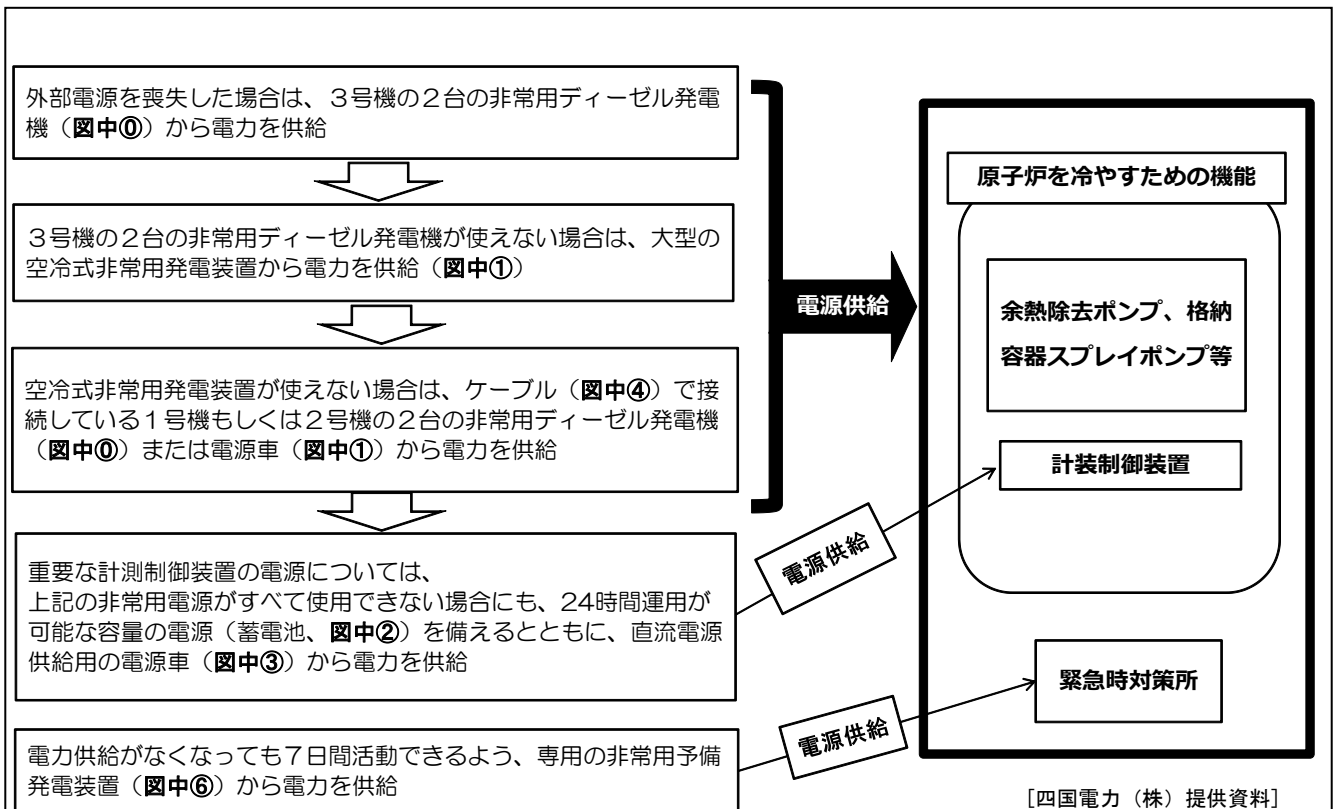 外部電源を喪失した場合は、３号機の２台の非常用ディーゼル発電
機（図中⓪）から電力を供給
３号機の２台の非常用ディーゼル発電機が使えない場合は、大型の
空冷式非常用発電装置から電力を供給（図中①）
空冷式非常用発電装置が使えない場合は、ケーブル（図中④）で接
続している１号機もしくは２号機の２台の非常用ディーゼル発電機
（図中⓪）または電源車（図中①）から電力を供給
重要な計測制御装置の電源については、
上記の非常用電源がすべて使用できない場合にも、24時間運用が
可能な容量の電源（蓄電池、図中②）を備えるとともに、直流電源
供給用の電源車（図中③）から電力を供給
電力供給がなくなっても７日間活動できるよう、専用の非常用予備
発電装置（図中⑥）から電力を供給
電源供給
電源供給
電源供給
原子炉を冷やすための機能
余熱除去ポンプ、格納
容器スプレイポンプ等
計装制御装置
緊急時対策所
［四国電力（株）提供資料］